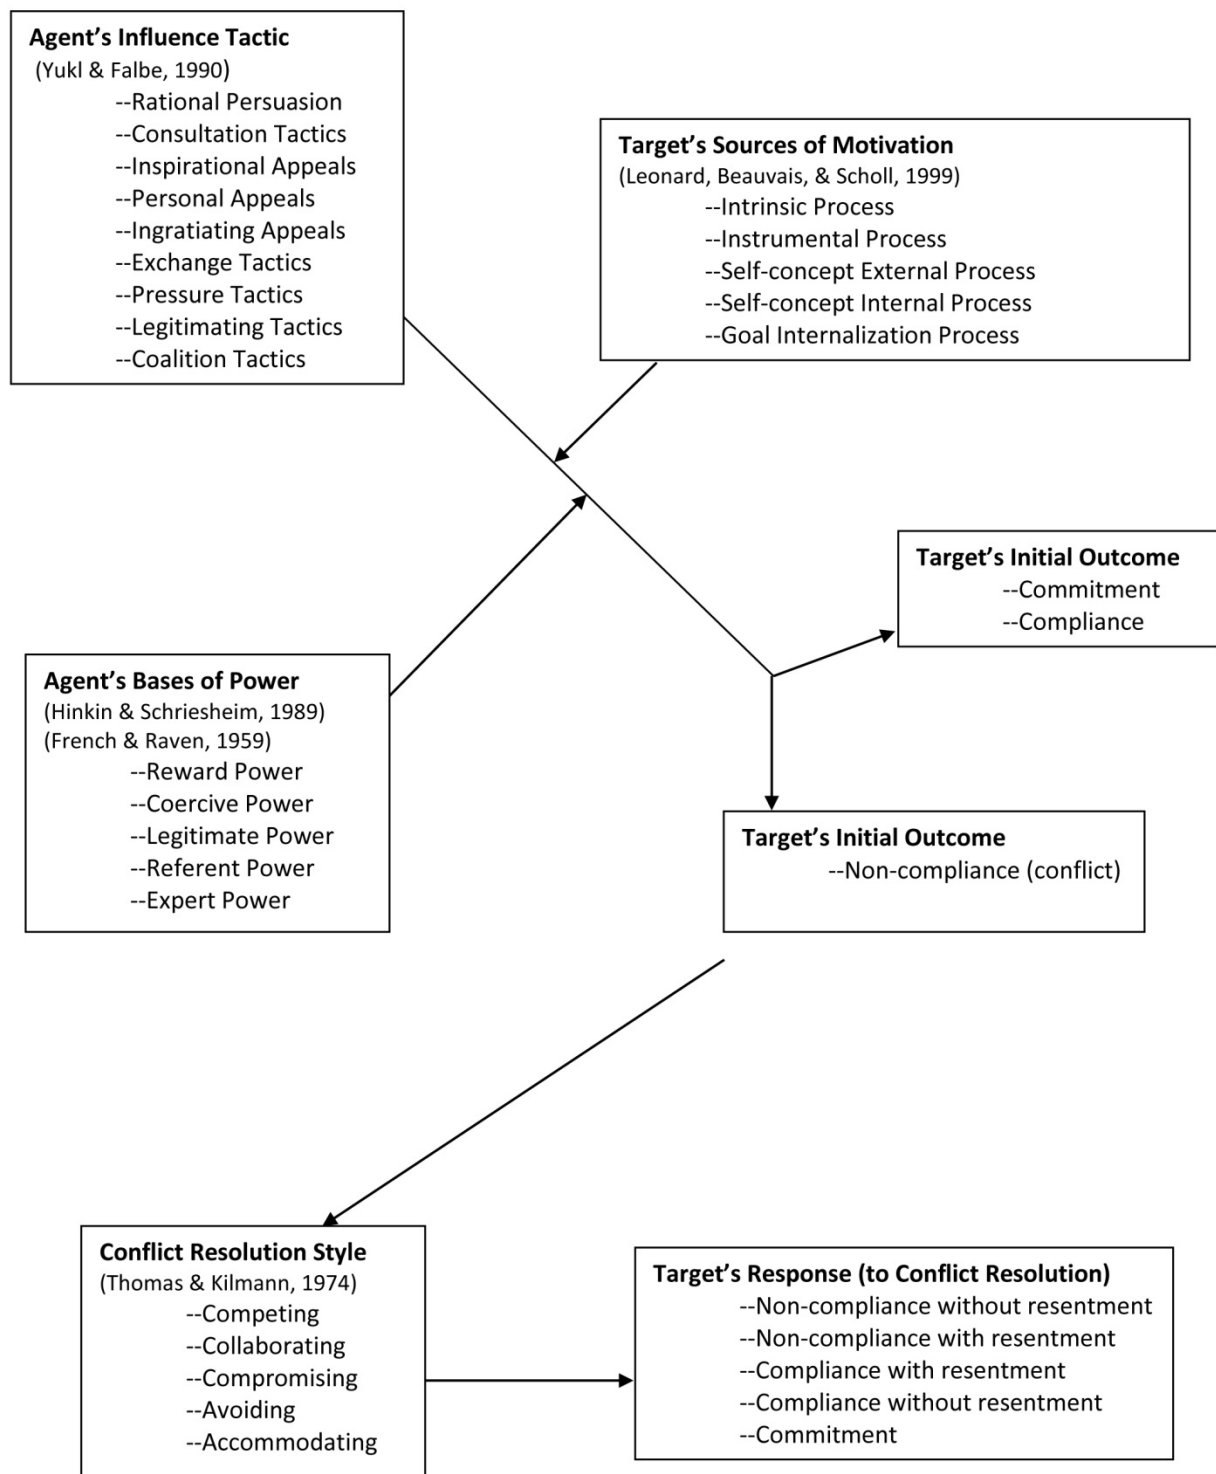 Agent’s Influence Tactic
(Yukl & Falbe, 1990)
--Rational Persuasion
--Consultation Tactics
--Inspirational Appeals
--Personal Appeals
--Ingratiating Appeals
--Exchange Tactics
--Pressure Tactics
--Legitimating Tactics
--Coalition Tactics
Target’s Sources of Motivation
(Leonard, Beauvais, & Scholl, 1999)
--Intrinsic Process
--Instrumental Process
--Self-concept External Process
--Self-concept Internal Process
--Goal Internalization Process
Target’s Initial Outcome
--Commitment
--Compliance
Agent’s Bases of Power
(Hinkin & Schriesheim, 1989)
(French & Raven, 1959)
--Reward Power
--Coercive Power
--Legitimate Power
--Referent Power
--Expert Power
Target’s Initial Outcome
--Non-compliance (conflict)
Conflict Resolution Style
(Thomas & Kilmann, 1974)
--Competing
--Collaborating
--Compromising
--Avoiding
--Accommodating
Target’s Response (to Conflict Resolution)
--Non-compliance without resentment
--Non-compliance with resentment
--Compliance with resentment
--Compliance without resentment
--Commitment